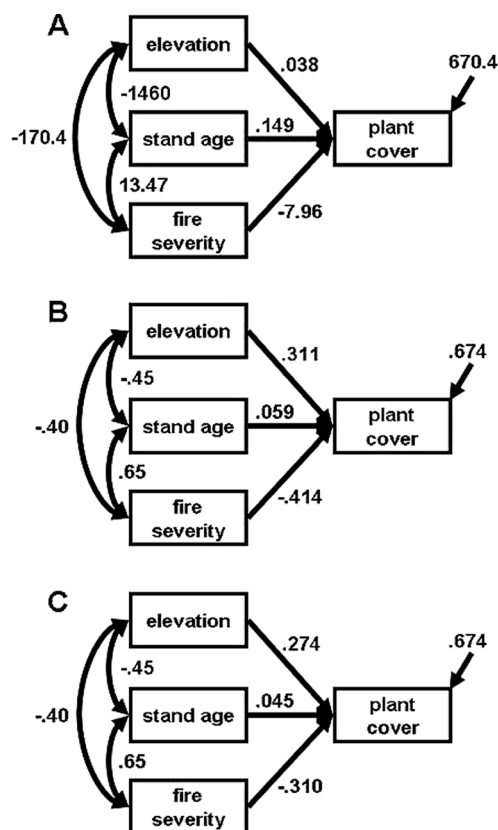 A
elevation
.038
670.4
-1460
-170.4
stand age
.149
plant
cover
13.47
fire
severity
-7.96
B
elevation
.311
.674
-.45
-.40
stand age
.059
plant
cover
.65
fire
severity
-.414
C
elevation
.274
.674
-.45
-.40
stand age
.045
plant
cover
.65
fire
severity
-.310